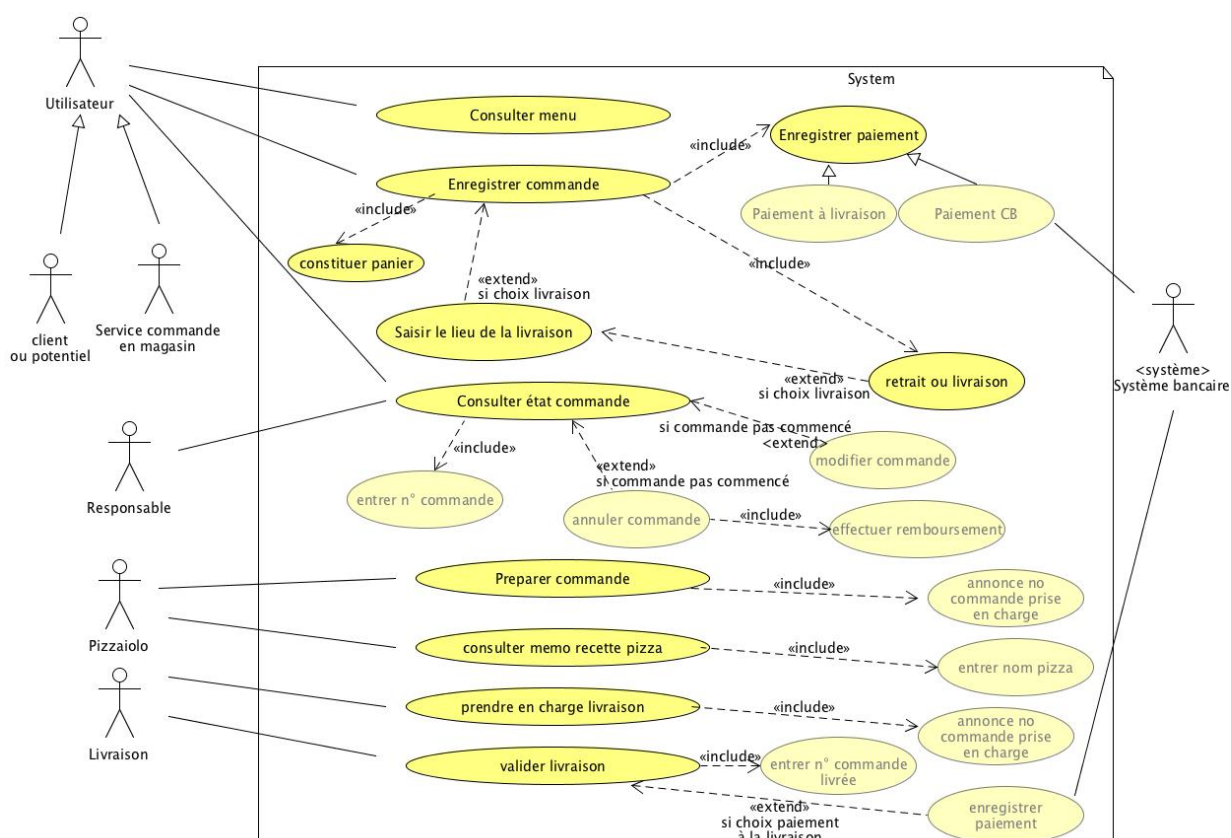 System
Utilisateur
Consulter menu
Enregistrer paiement
«include»
Enregistrer commande
«include»
Paiement à livraison
Paiement CB
constituer panier
«include»
«extend»
si choix livraison
client
ou potentiel
Service commande
en magasin
Saisir le lieu de la livraison
<système>
Système bancaire
«extend»
si choix livraison
retrait ou livraison
Consulter état commande
si commande pas commencé
<extend>
«include»
modifier commande
Responsable
entrer n° commande
«extend»
si commande pas commencé
annuler commande
«include»
effectuer remboursement
Preparer commande
«include»
annonce no
commande prise
en charge
Pizzaiolo
consulter memo recette pizza
«include»
entrer nom pizza
prendre en charge livraison
«include»
annonce no
commande prise
en charge
Livraison
valider livraison
«include»
entrer n° commande
livrée
«extend»
si choix paiement
à la livraison
enregistrer
paiement